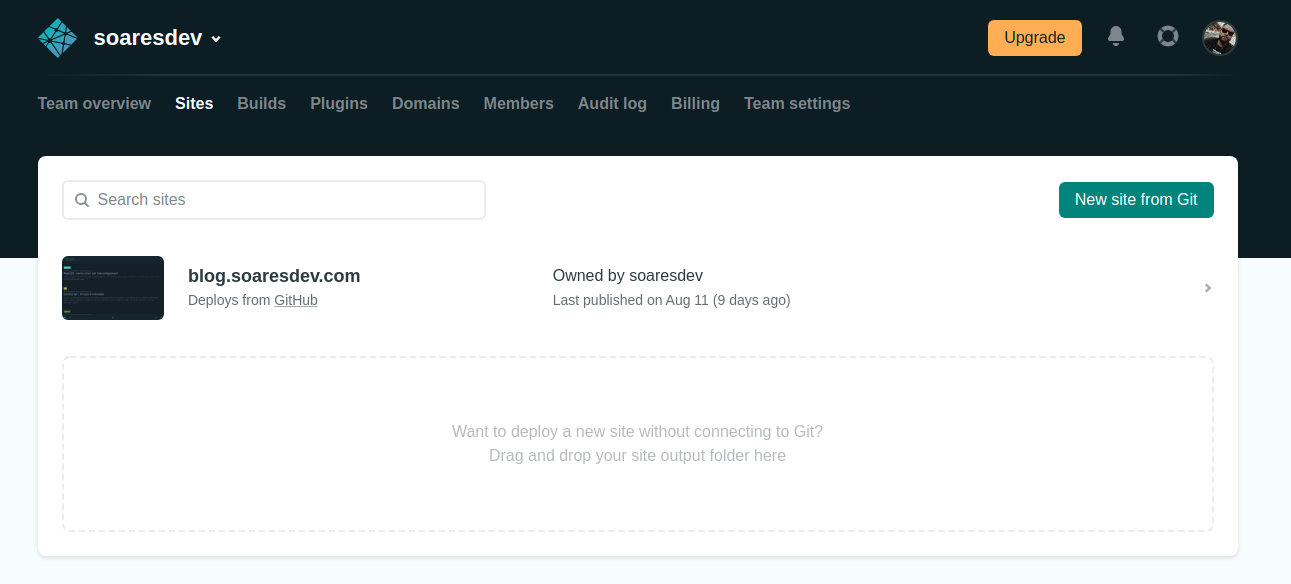 soaresdev
Upgrade
Team overview Sites Builds Plugins Domains Members Audit log Billing Team settings
Search sites
New site from Git
blog.soaresdev.com
Deploys from GitHub
Owned by soaresdev
Last published on Aug 11 (9 days ago)
Want to deploy a new site without connecting to Git?
Drag and drop your site output folder here